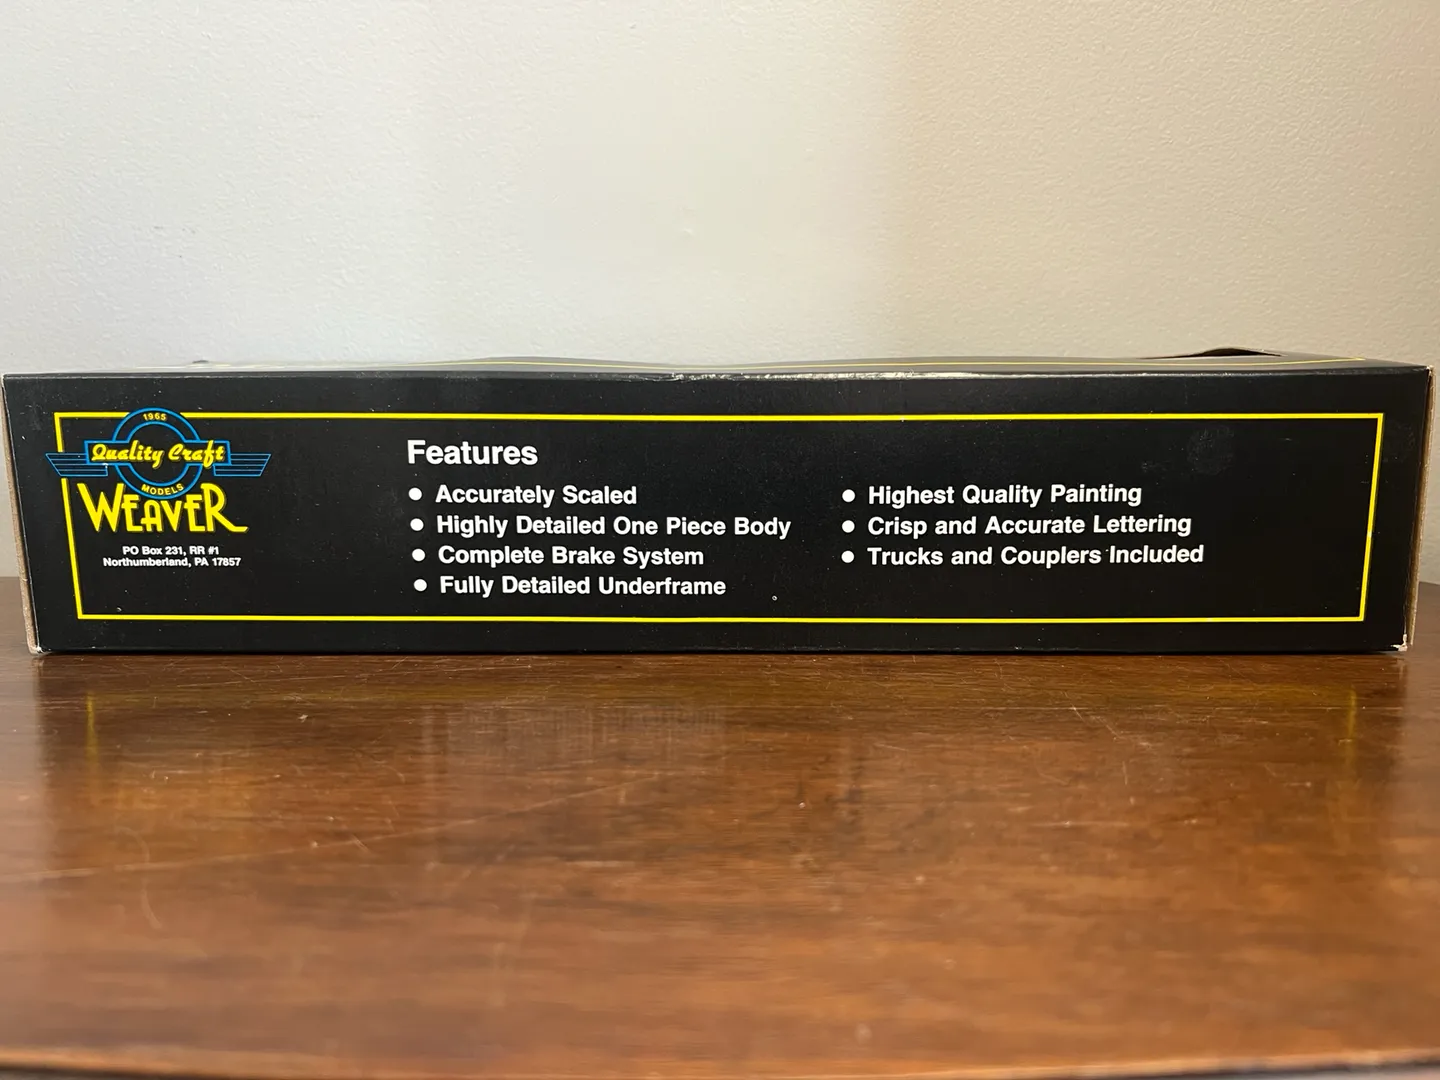 1965
Quality Craft
MODELS
WEAVER
PO Box 231, RR #1
Northumberland, PA 17857
Features
● Accurately Scaled
● Highly Detailed One Piece Body
● Complete Brake System
● Fully Detailed Underframe
● Highest Quality Painting
● Crisp and Accurate Lettering
● Trucks and Couplers Included